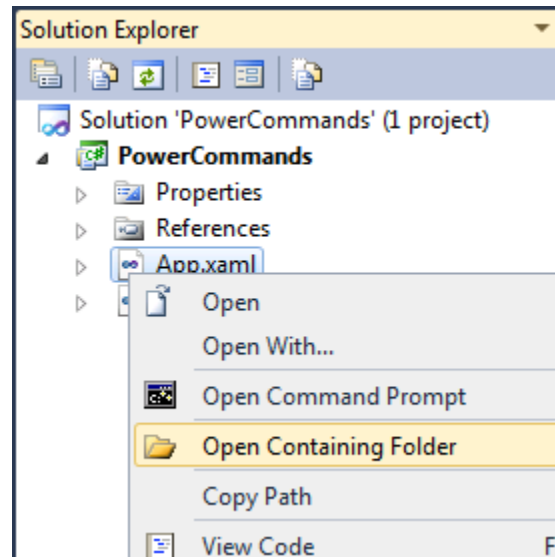 Solution Explorer
Solution 'PowerCommands' (1 project)
PowerCommands
Properties
References
App.xaml
Open
Open With...
Open Command Prompt
Open Containing Folder
Copy Path
View Code F